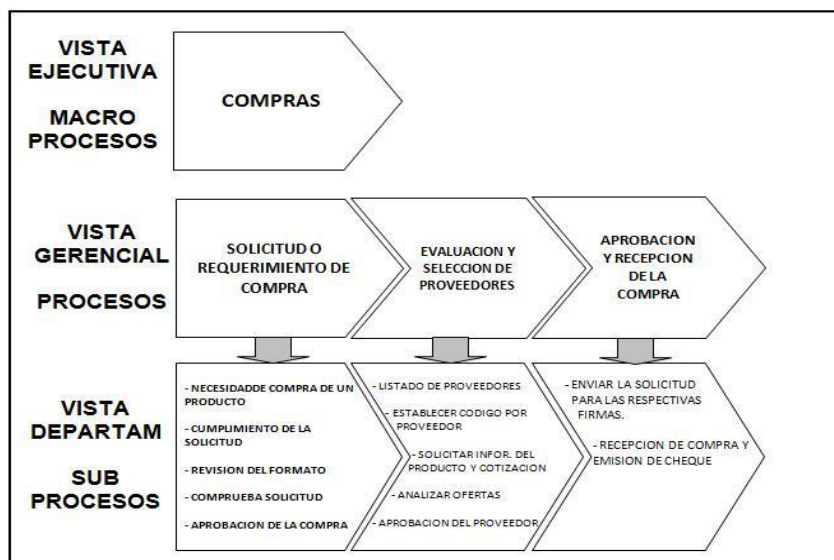 VISTA
EJECUTIVA
MACRO
PROCESOS
COMPRAS
VISTA
GERENCIAL
PROCESOS
SOLICITUD O
REQUERIMIENTO DE
COMPRA
EVALUACION Y
SELECCION DE
PROVEEDORES
APROBACION
Y RECEPCION
DE LA
COMPRA
VISTA
DEPARTAM
SUB
PROCESOS
- NECESIDADDE COMPRA DE UN
PRODUCTO
- CUMPLIMIENTO DE LA
SOLICITUD
- REVISION DEL FORMATO
- COMPRUEBA SOLICITUD
- APROBACION DE LA COMPRA
- LISTADO DE PROVEEDORES
- ESTABLECER CODIGO POR
PROVEEDOR
- SOLICITAR INFOR. DEL
PRODUCTO Y COTIZACION
- ANALIZAR OFERTAS
- APROBACION DEL PROVEEDOR
- ENVIAR LA SOLICITUD
PARA LAS RESPECTIVAS
FIRMAS.
- RECEPCION DE COMPRA Y
EMISION DE CHEQUE